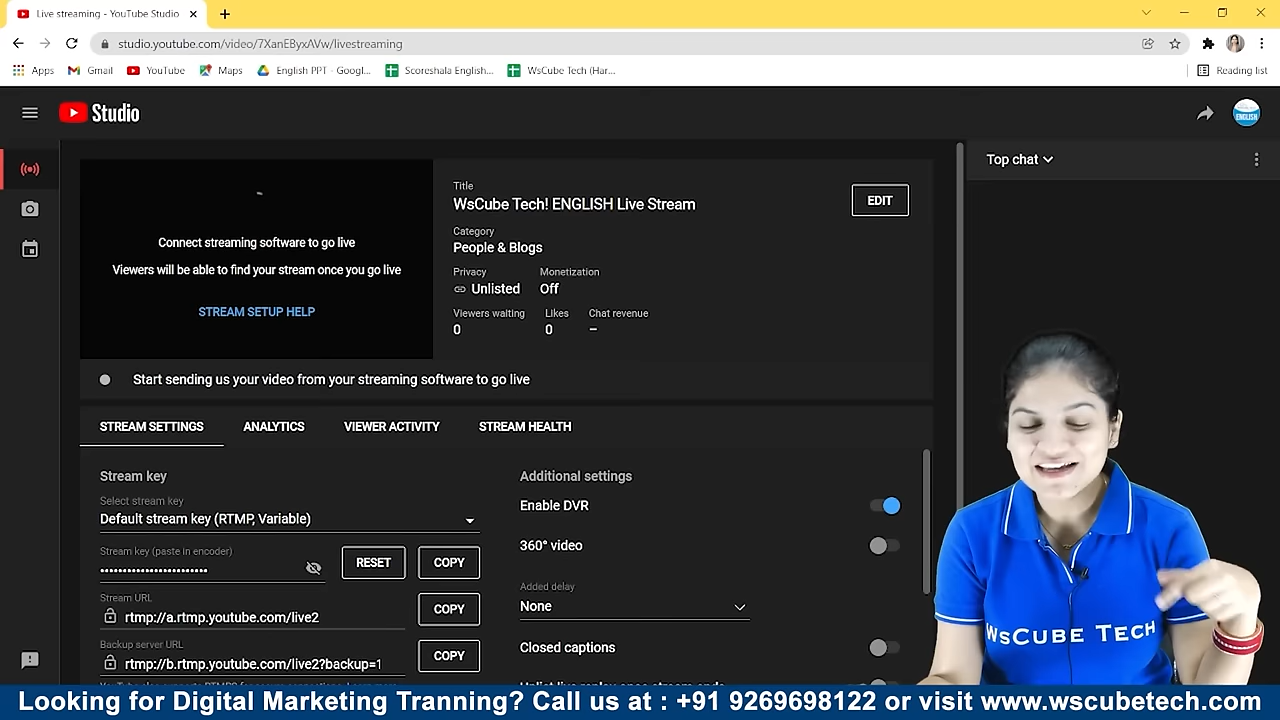 Live streaming - YouTube Studio
studio.youtube.com/video/7XanEByxAVw/livestreaming
Apps Gmail YouTube Maps English PPT - Googl... Scoreshala English... WsCube Tech (Har... Reading list
Studio
ENGLISH
Top chat
Title
WsCube Tech! ENGLISH Live Stream
EDIT
Category
People & Blogs
Connect streaming software to go live
Viewers will be able to find your stream once you go live
STREAM SETUP HELP
Privacy Monetization
Unlisted Off
Viewers waiting Likes Chat revenue
0 0 –
Start sending us your video from your streaming software to go live
STREAM SETTINGS ANALYTICS VIEWER ACTIVITY STREAM HEALTH
Stream key
Select stream key
Default stream key (RTMP, Variable)
Stream key (paste in encoder)
••••••••••••••••••••••••
RESET COPY
Stream URL
rtmp://a.rtmp.youtube.com/live2
COPY
Backup server URL
rtmp://b.rtmp.youtube.com/live2?backup=1
COPY
Additional settings
Enable DVR
360° video
Added delay
None
Closed captions
WsCube Tech
Looking for Digital Marketing Tranning? Call us at : +91 9269698122 or visit www.wscubetech.com